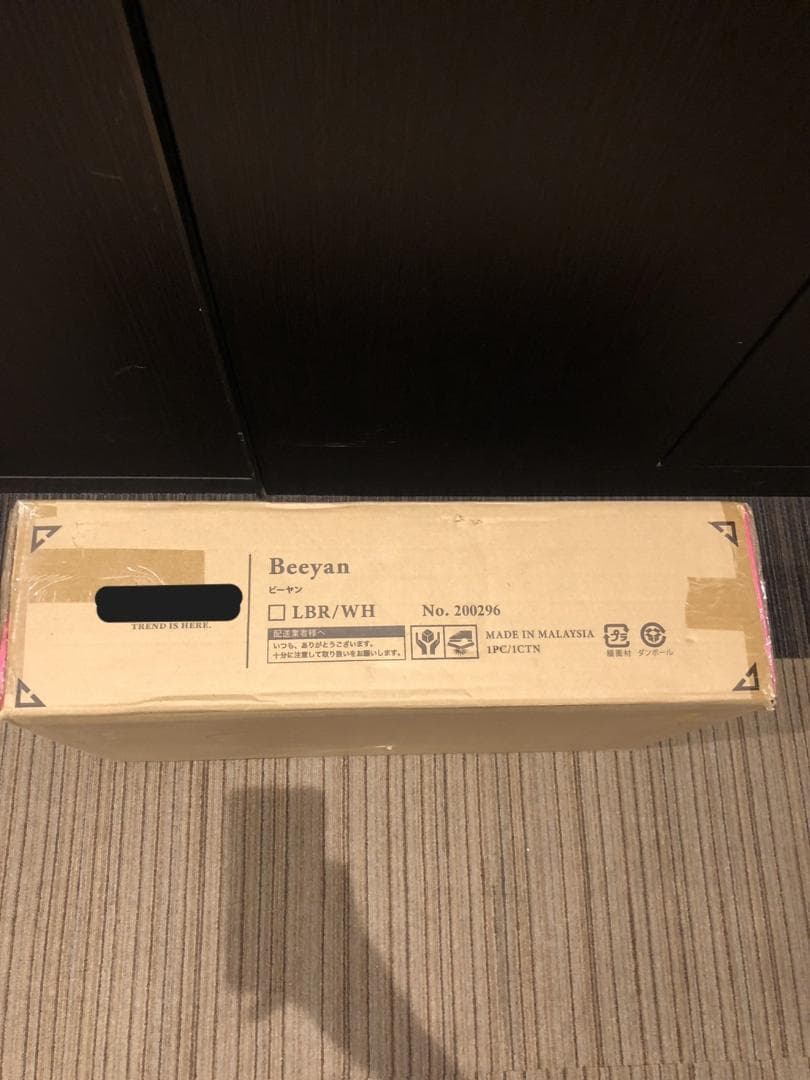 TREND IS HERE.
Beeyan
ビーヤン
LBR/WH No. 200296
配送業者様へ
いつも、ありがとうございます。
十分に注意して取り扱いをお願いします。
MADE IN MALAYSIA
1PC/1CTN
プラ
緩衝材
ダンボール